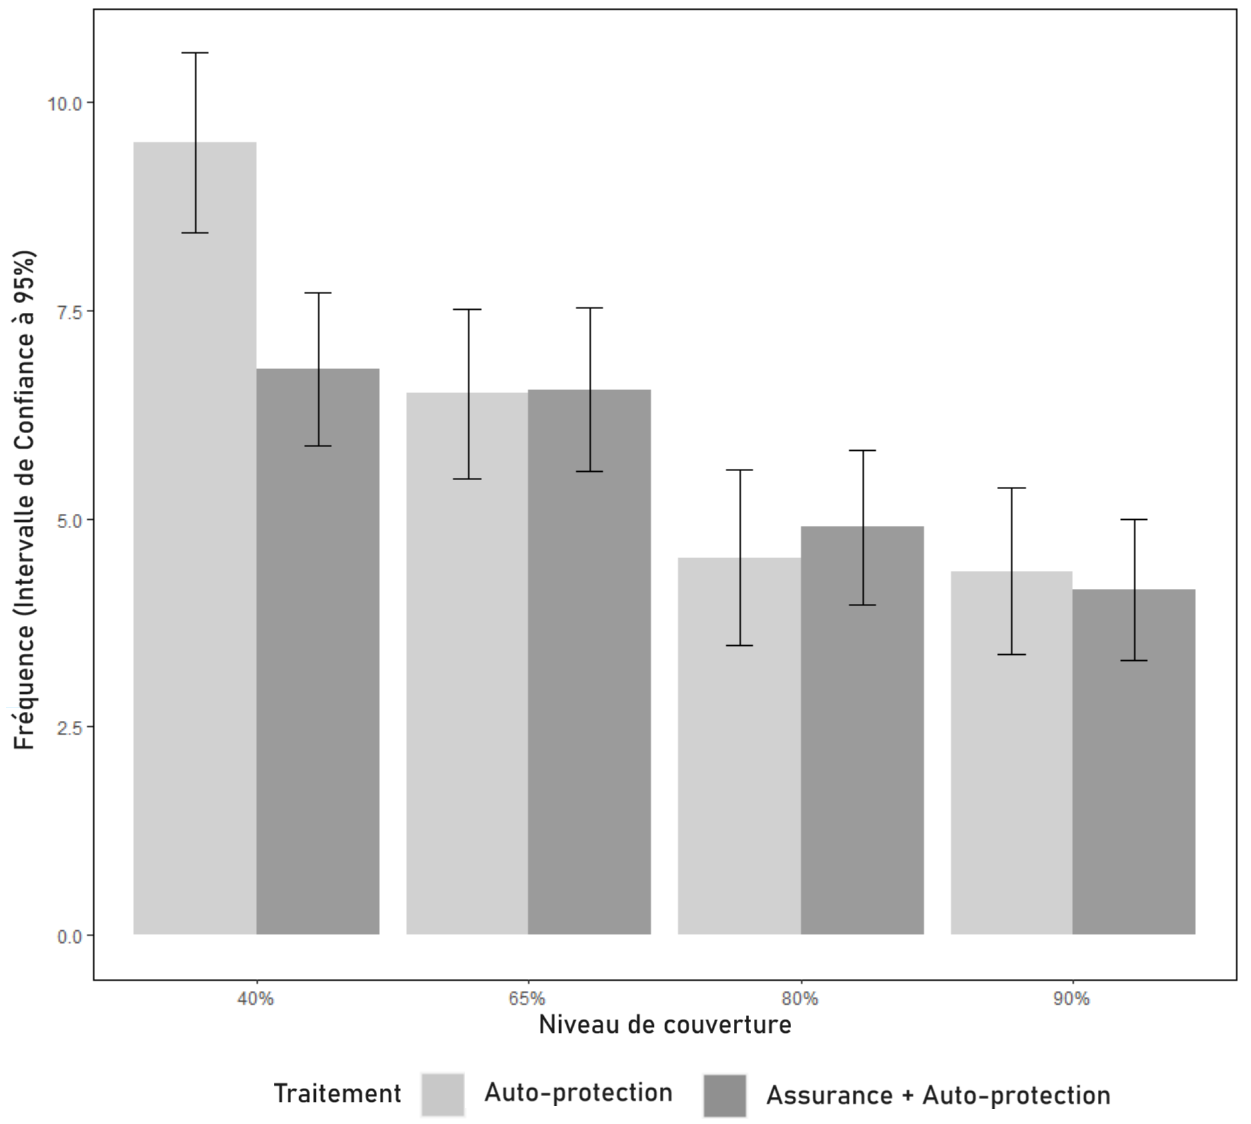 Fréquence (Intervalle de Confiance à 95%)
10.0
7.5
5.0
2.5
0.0
40% 65% 80% 90%
Niveau de couverture
Traitement Auto-protection Assurance + Auto-protection